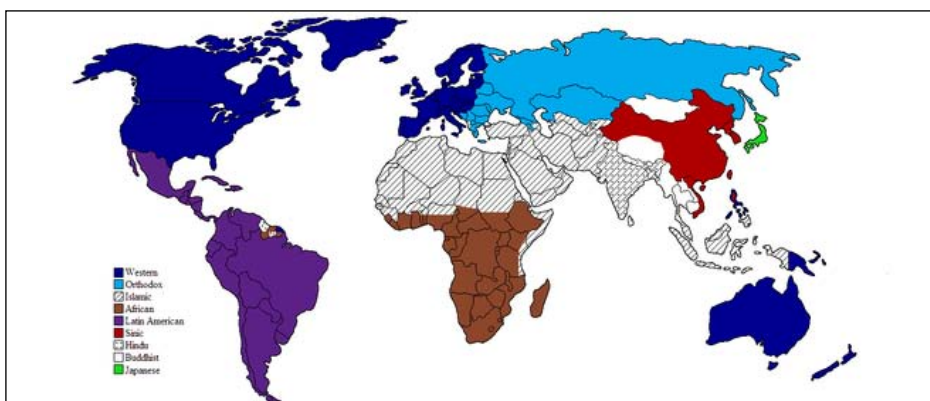 Western
Orthodox
Islamic
African
Latin American
Sinic
Hindu
Buddhist
Japanese